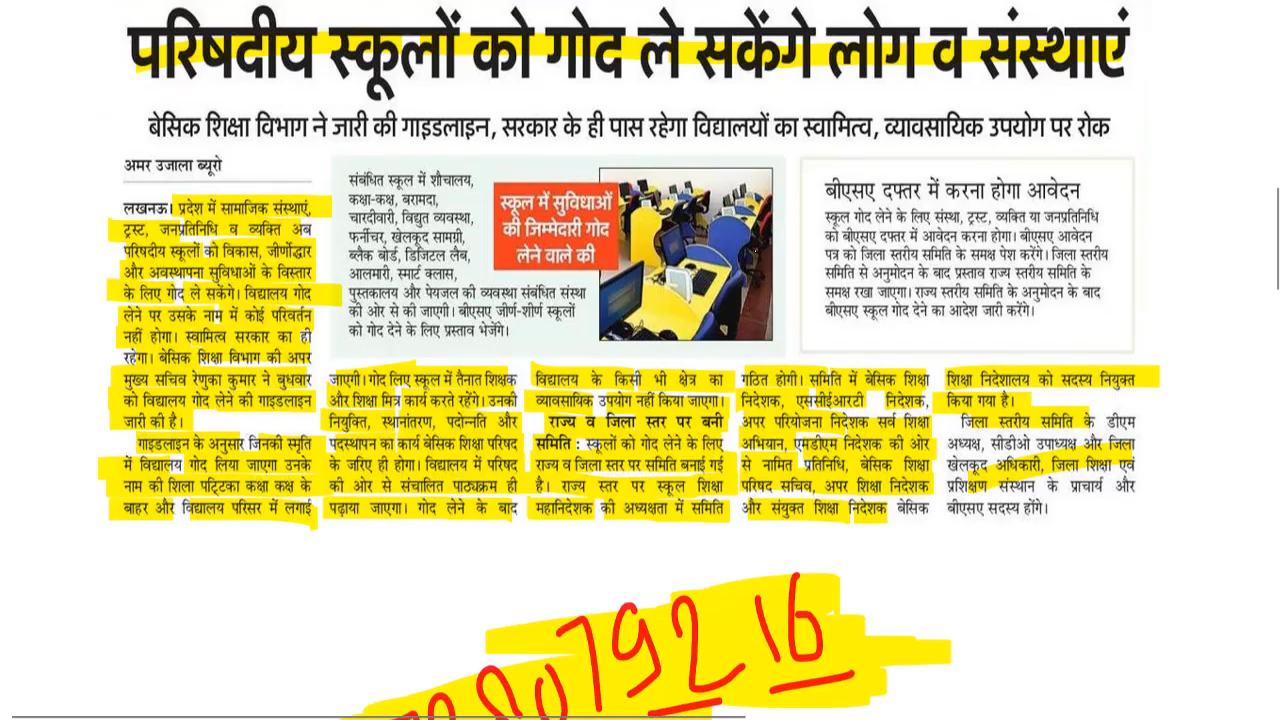 परिषदीय स्कूलों को गोद ले सकेंगे लोग व संस्थाएं
बेसिक शिक्षा विभाग ने जारी की गाइडलाइन, सरकार के ही पास रहेगा विद्यालयों का स्वामित्व, व्यावसायिक उपयोग पर रोक
अमर उजाला ब्यूरो
लखनऊ। प्रदेश में सामाजिक संस्थाएं,
ट्रस्ट, जनप्रतिनिधि व व्यक्ति अब
परिषदीय स्कूलों को विकास, जीर्णोद्धार
और अवस्थापना सुविधाओं के विस्तार
के लिए गोद ले सकेंगे। विद्यालय गोद
लेने पर उसके नाम में कोई परिवर्तन
नहीं होगा। स्वामित्व सरकार का ही
रहेगा। बेसिक शिक्षा विभाग की अपर
मुख्य सचिव रेणुका कुमार ने बुधवार
को विद्यालय गोद लेने की गाइडलाइन
जारी की है।
गाइडलाइन के अनुसार जिनकी स्मृति
में विद्यालय गोद लिया जाएगा उनके
नाम की शिला पट्टिका कक्षा कक्ष के
बाहर और विद्यालय परिसर में लगाई
संबंधित स्कूल में शौचालय,
कक्षा-कक्ष, बरामदा,
चारदीवारी, विद्युत व्यवस्था,
फर्नीचर, खेलकूद सामग्री,
ब्लैक बोर्ड, डिजिटल लैब,
आलमारी, स्मार्ट क्लास,
पुस्तकालय और पेयजल की व्यवस्था संबंधित संस्था
की ओर से की जाएगी। बीएसए जीर्ण-शीर्ण स्कूलों
को गोद देने के लिए प्रस्ताव भेजेंगे।
स्कूल में सुविधाओं
की जिम्मेदारी गोद
लेने वाले की
बीएसए दफ्तर में करना होगा आवेदन
स्कूल गोद लेने के लिए संस्था, ट्रस्ट, व्यक्ति या जनप्रतिनिधि
को बीएसए दफ्तर में आवेदन करना होगा। बीएसए आवेदन
पत्र को जिला स्तरीय समिति के समक्ष पेश करेंगे। जिला स्तरीय
समिति से अनुमोदन के बाद प्रस्ताव राज्य स्तरीय समिति के
समक्ष रखा जाएगा। राज्य स्तरीय समिति के अनुमोदन के बाद
बीएसए स्कूल गोद देने का आदेश जारी करेंगे।
जाएगी। गोद लिए स्कूल में तैनात शिक्षक
और शिक्षा मित्र कार्य करते रहेंगे। उनकी
नियुक्ति, स्थानांतरण, पदोन्नति और
पदस्थापन का कार्य बेसिक शिक्षा परिषद
के जरिए ही होगा। विद्यालय में परिषद
की ओर से संचालित पाठ्यक्रम ही
पढ़ाया जाएगा। गोद लेने के बाद
विद्यालय के किसी भी क्षेत्र का
व्यावसायिक उपयोग नहीं किया जाएगा।
राज्य व जिला स्तर पर बनी
समिति : स्कूलों को गोद लेने के लिए
राज्य व जिला स्तर पर समिति बनाई गई
है। राज्य स्तर पर स्कूल शिक्षा
महानिदेशक की अध्यक्षता में समिति
गठित होगी। समिति में बेसिक शिक्षा
निदेशक, एससीईआरटी निदेशक,
अपर परियोजना निदेशक सर्व शिक्षा
अभियान, एमडीएम निदेशक की ओर
से नामित प्रतिनिधि, बेसिक शिक्षा
परिषद सचिव, अपर शिक्षा निदेशक
और संयुक्त शिक्षा निदेशक बेसिक
शिक्षा निदेशालय को सदस्य नियुक्त
किया गया है।
जिला स्तरीय समिति के डीएम
अध्यक्ष, सीडीओ उपाध्यक्ष और जिला
खेलकूद अधिकारी, जिला शिक्षा एवं
प्रशिक्षण संस्थान के प्राचार्य और
बीएसए सदस्य होंगे।
79216